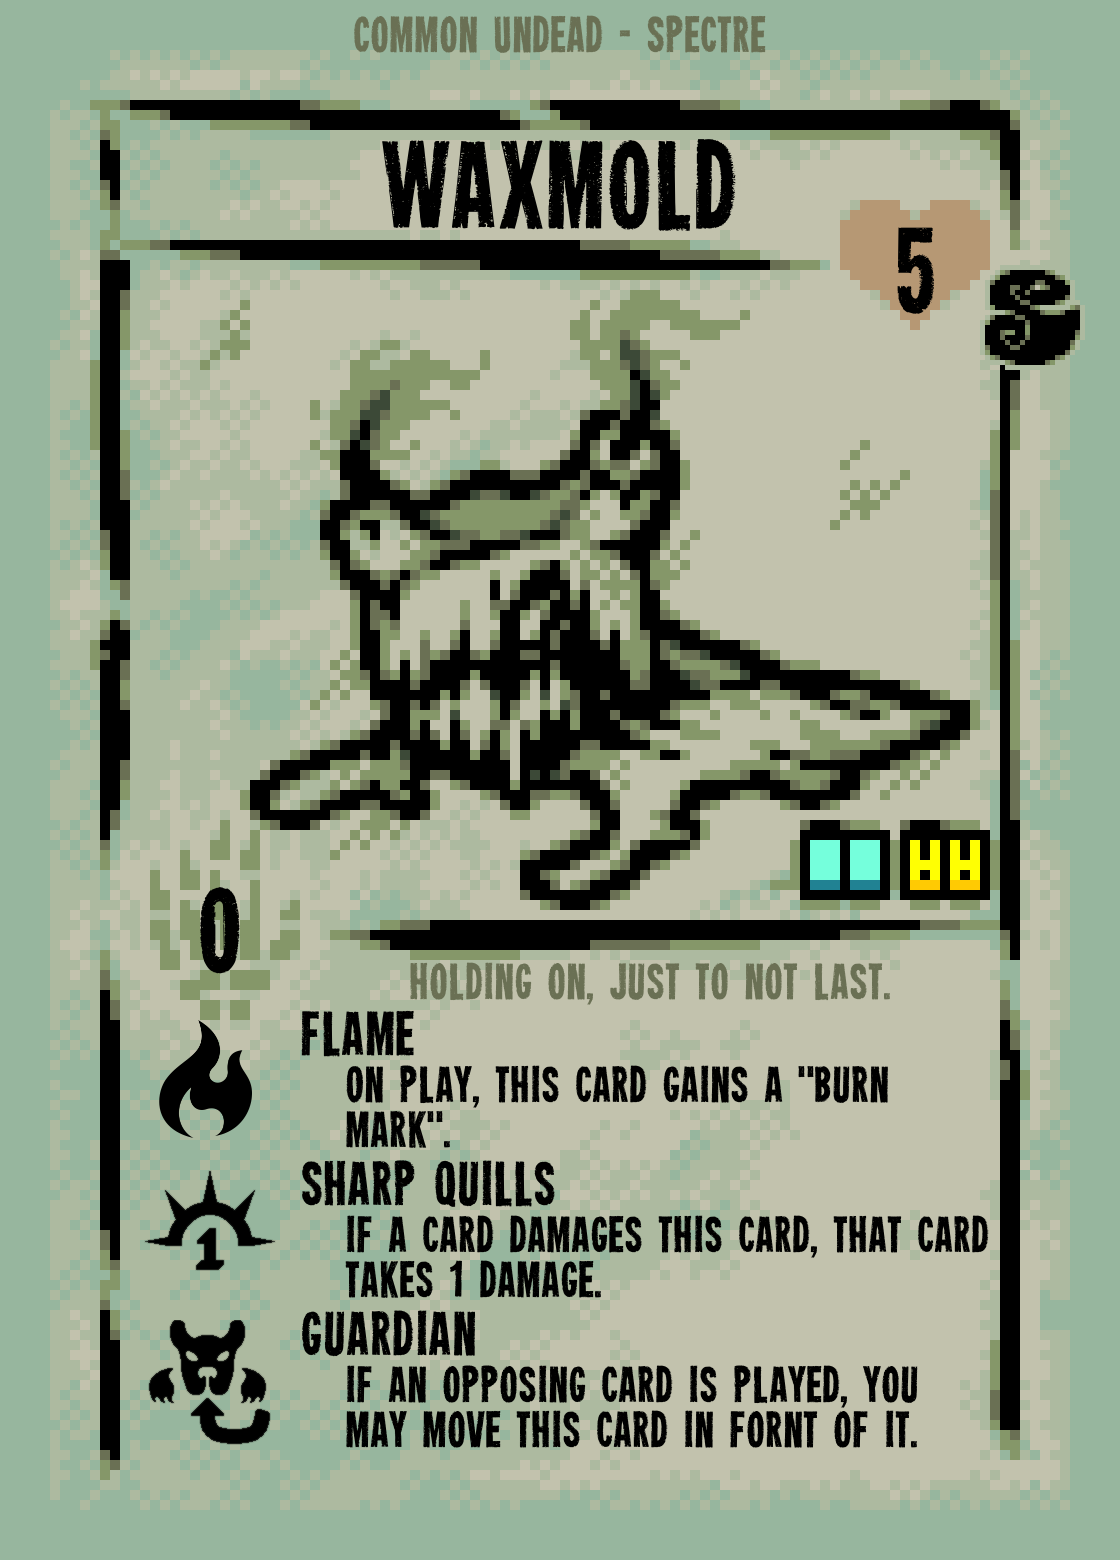 COMMON UNDEAD - SPECTRE
WAXMOLD
5
0
HOLDING ON, JUST TO NOT LAST.
FLAME
ON PLAY, THIS CARD GAINS A "BURN
MARK".
SHARP QUILLS
1
IF A CARD DAMAGES THIS CARD, THAT CARD
TAKES 1 DAMAGE.
GUARDIAN
IF AN OPPOSING CARD IS PLAYED, YOU
MAY MOVE THIS CARD IN FORNT OF IT.